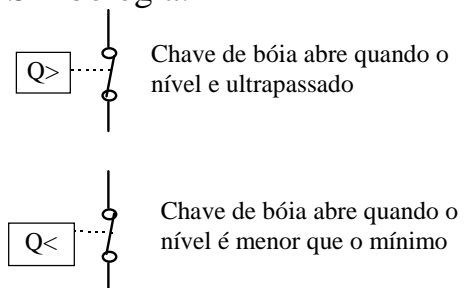 Q>
Chave de bóia abre quando o
nível e ultrapassado
Q<
Chave de bóia abre quando o
nível é menor que o mínimo